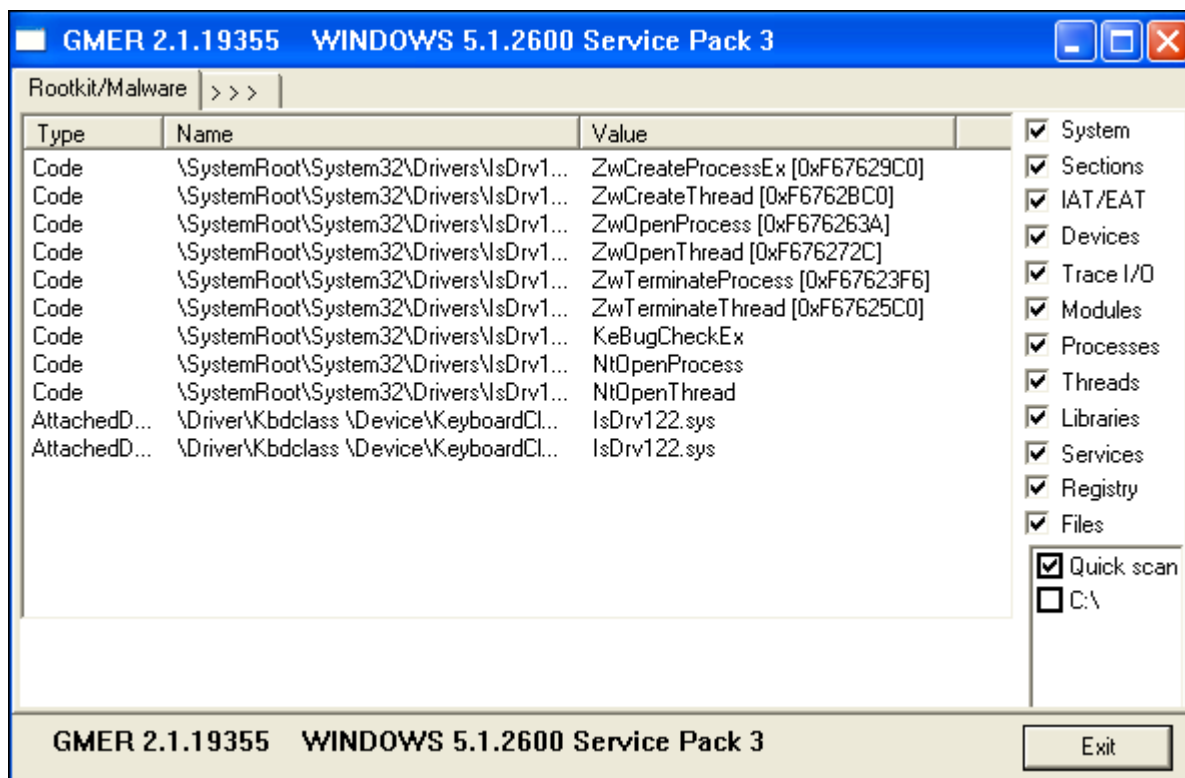 GMER 2.1.19355 WINDOWS 5.1.2600 Service Pack 3
Rootkit/Malware > > >
Type Name Value
Code \SystemRoot\System32\Drivers\IsDrv1... ZwCreateProcessEx [0xF67629C0]
Code \SystemRoot\System32\Drivers\IsDrv1... ZwCreateThread [0xF6762BC0]
Code \SystemRoot\System32\Drivers\IsDrv1... ZwOpenProcess [0xF676263A]
Code \SystemRoot\System32\Drivers\IsDrv1... ZwOpenThread [0xF676272C]
Code \SystemRoot\System32\Drivers\IsDrv1... ZwTerminateProcess [0xF67623F6]
Code \SystemRoot\System32\Drivers\IsDrv1... ZwTerminateThread [0xF67625C0]
Code \SystemRoot\System32\Drivers\IsDrv1... KeBugCheckEx
Code \SystemRoot\System32\Drivers\IsDrv1... NtOpenProcess
Code \SystemRoot\System32\Drivers\IsDrv1... NtOpenThread
AttachedD... \Driver\Kbdclass \Device\KeyboardCl... IsDrv122.sys
AttachedD... \Driver\Kbdclass \Device\KeyboardCl... IsDrv122.sys
System
Sections
IAT/EAT
Devices
Trace I/O
Modules
Processes
Threads
Libraries
Services
Registry
Files
Quick scan
C:\
GMER 2.1.19355 WINDOWS 5.1.2600 Service Pack 3
Exit